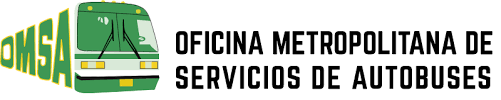 OMSA
OFICINA METROPOLITANA DE
SERVICIOS DE AUTOBUSES